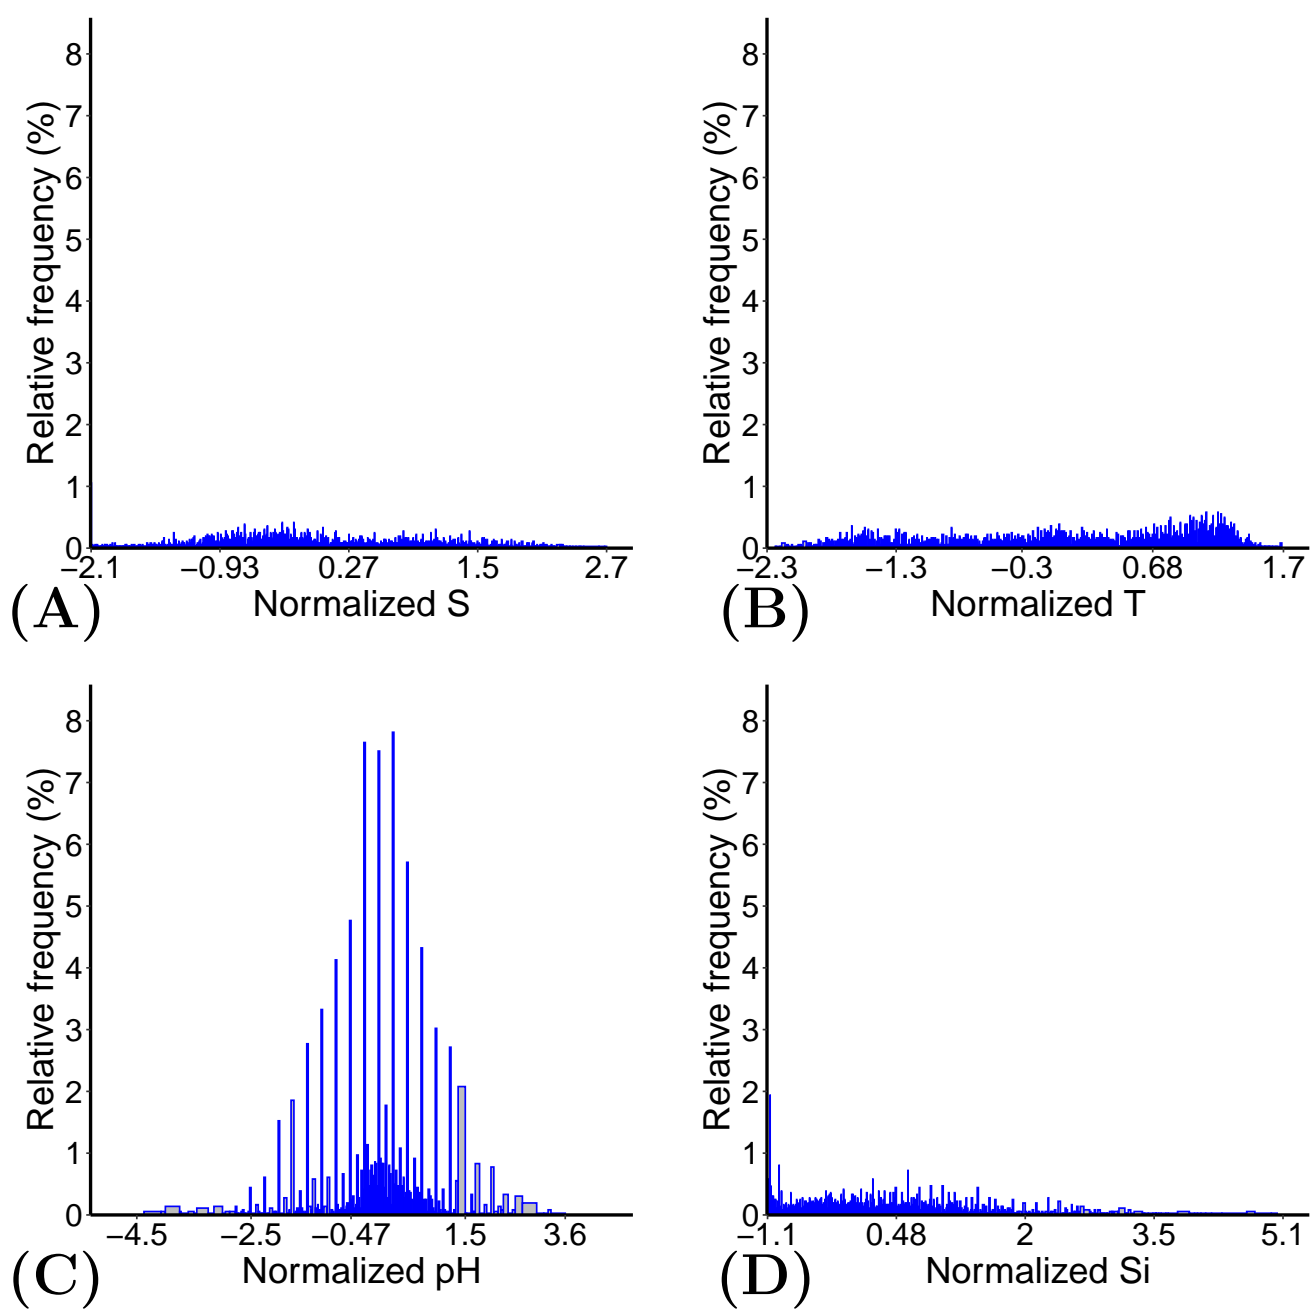 8
7
6
5
4
3
2
1
0
Relative frequency (%)
−2.1 −0.93 0.27 1.5 2.7
Normalized S
(A)
8
7
6
5
4
3
2
1
0
Relative frequency (%)
−2.3 −1.3 −0.3 0.68 1.7
Normalized T
(B)
8
7
6
5
4
3
2
1
0
Relative frequency (%)
−4.5 −2.5 −0.47 1.5 3.6
Normalized pH
(C)
8
7
6
5
4
3
2
1
0
Relative frequency (%)
−1.1 0.48 2 3.5 5.1
Normalized Si
(D)